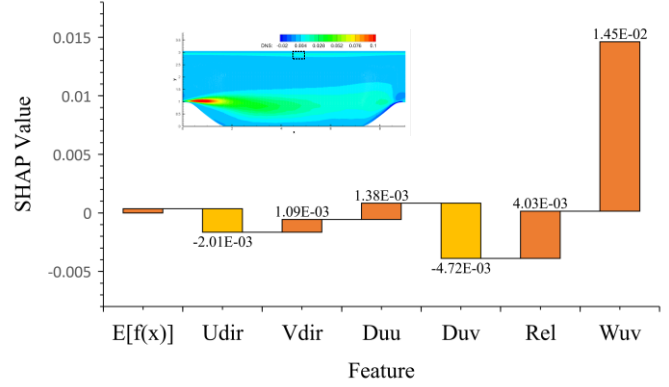 0.015
0.01
0.005
0
-0.005
SHAP Value
DNS: -0.02 0.004 0.028 0.052 0.076 0.1
-2.01E-03
1.09E-03
1.38E-03
-4.72E-03
4.03E-03
1.45E-02
E[f(x)] Udir Vdir Duu Duv Rel Wuv
Feature